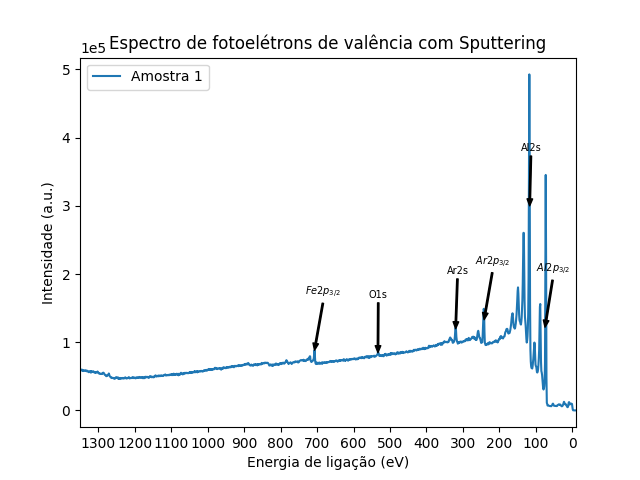 Espectro de fotoelétrons de valência com Sputtering
1e5
Amostra 1
5
4
3
2
1
0
Intensidade (a.u.)
Al2s
Fe2p3/2
O1s
Ar2s
Ar2p3/2
Al2p3/2
1300 1200 1100 1000 900 800 700 600 500 400 300 200 100 0
Energia de ligação (eV)